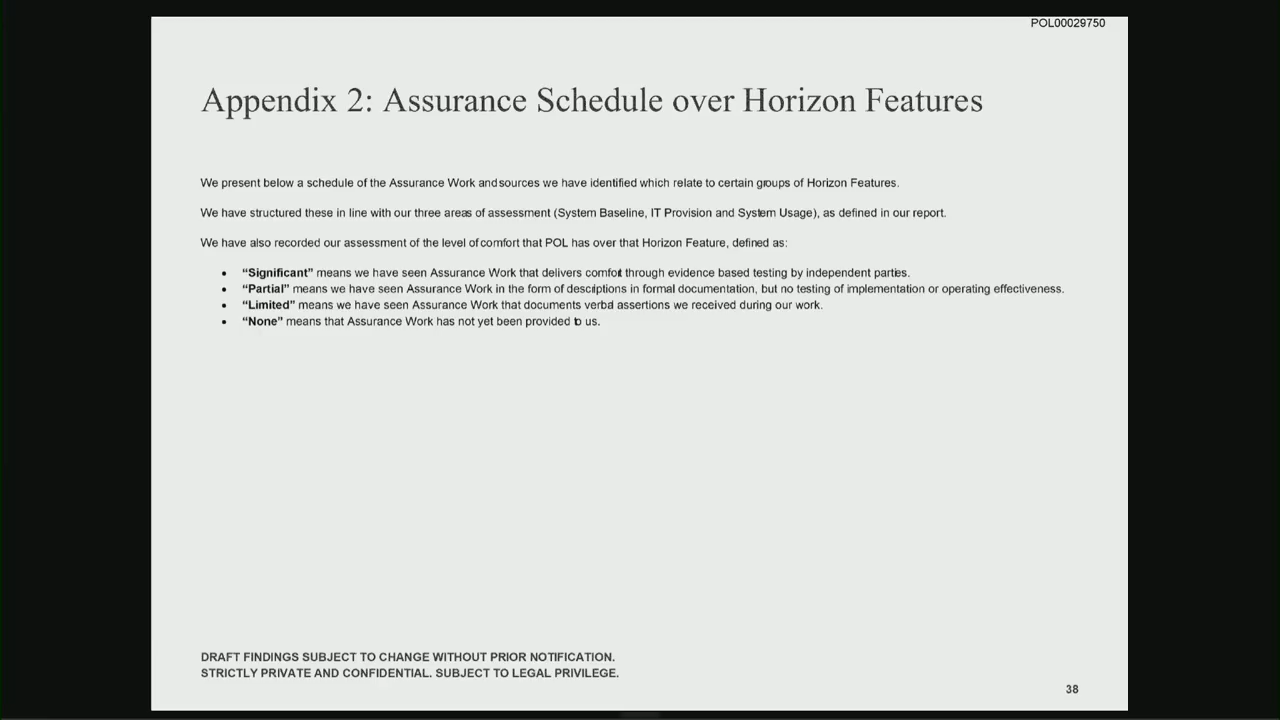 POL00029750
Appendix 2: Assurance Schedule over Horizon Features
We present below a schedule of the Assurance Work and sources we have identified which relate to certain groups of Horizon Features.
We have structured these in line with our three areas of assessment (System Baseline, IT Provision and System Usage), as defined in our report.
We have also recorded our assessment of the level of comfort that POL has over that Horizon Feature, defined as:
• “Significant” means we have seen Assurance Work that delivers comfort through evidence based testing by independent parties.
• “Partial” means we have seen Assurance Work in the form of descriptions in formal documentation, but no testing of implementation or operating effectiveness.
• “Limited” means we have seen Assurance Work that documents verbal assertions we received during our work.
• “None” means that Assurance Work has not yet been provided to us.
DRAFT FINDINGS SUBJECT TO CHANGE WITHOUT PRIOR NOTIFICATION.
STRICTLY PRIVATE AND CONFIDENTIAL. SUBJECT TO LEGAL PRIVILEGE.
38